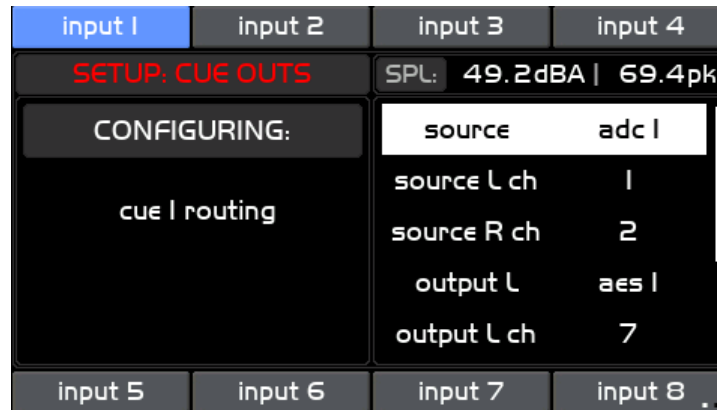 input 1 input 2 input 3 input 4
SETUP: CUE OUTS SPL: 49.2dBA | 69.4pk
CONFIGURING:
cue 1 routing
source adc 1
source L ch 1
source R ch 2
output L aes 1
output L ch 7
input 5 input 6 input 7 input 8